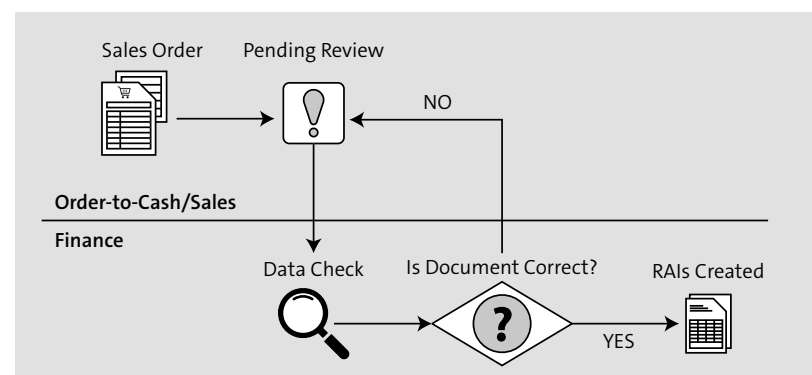 Sales Order
Pending Review
NO
Order-to-Cash/Sales
Finance
Data Check
Is Document Correct?
RAIs Created
?
YES